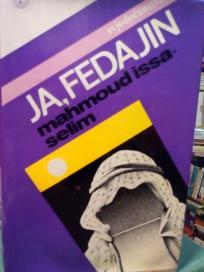 JA, FEDAJIN
mahmoud issa-
selim